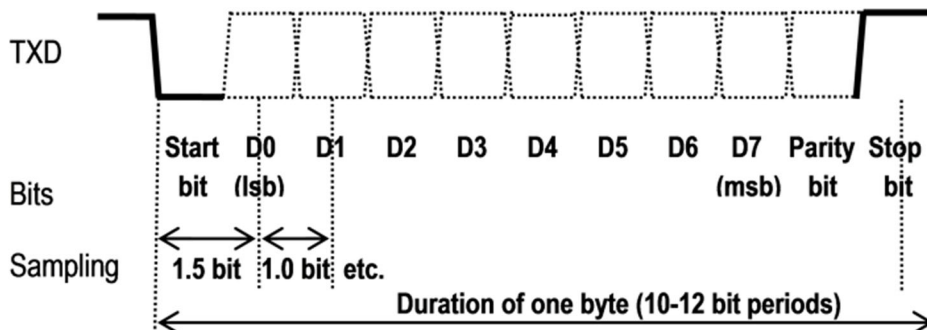 TXD
Start D0 D1 D2 D3 D4 D5 D6 D7 Parity Stop
Bits bit (lsb) (msb) bit bit
Sampling 1.5 bit 1.0 bit etc.
Duration of one byte (10-12 bit periods)